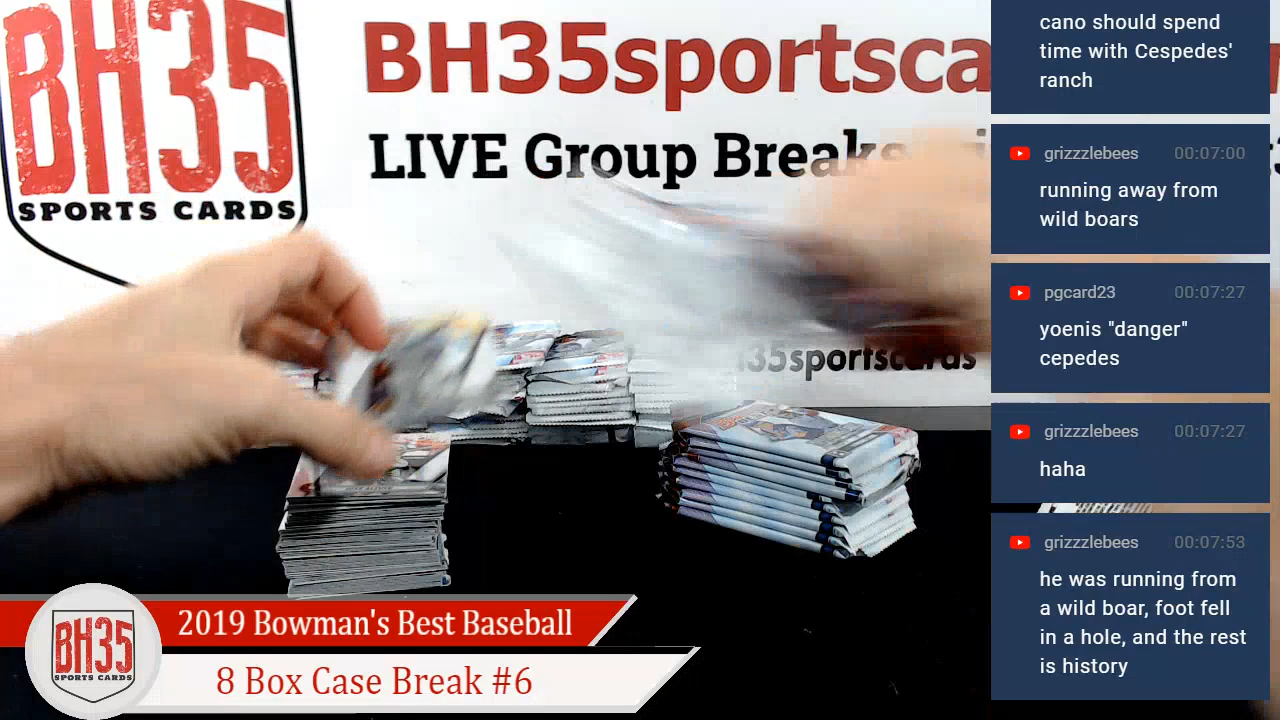 BH35
SPORTS CARDS
BH35sportsca
LIVE Group Break
35sportscards
cano should spend
time with Cespedes'
ranch
grizzzlebees 00:07:00
running away from
wild boars
pgcard23 00:07:27
yoenis "danger"
cepedes
grizzzlebees 00:07:27
haha
grizzzlebees 00:07:53
he was running from
a wild boar, foot fell
in a hole, and the rest
is history
BH35
SPORTS CARDS
2019 Bowman's Best Baseball
8 Box Case Break #6